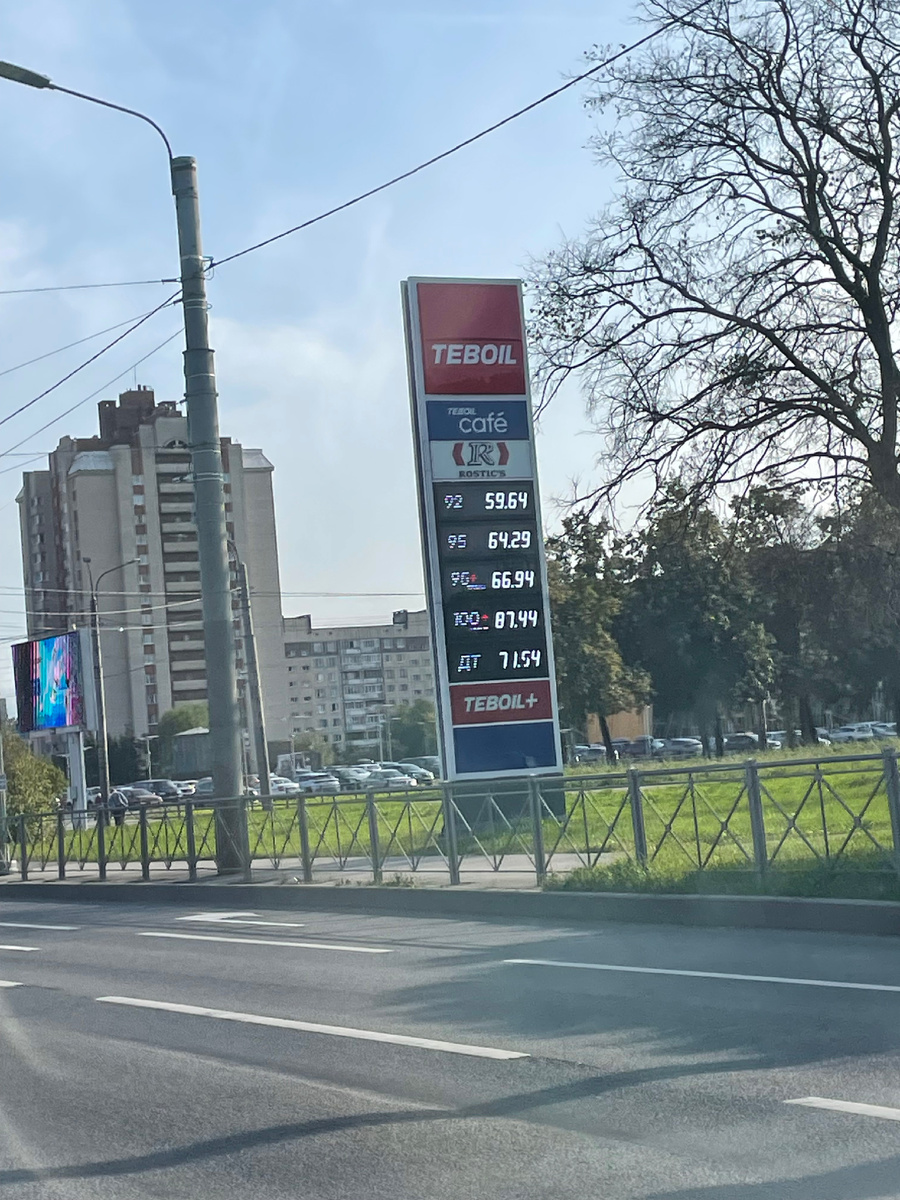 TEBOIL
TEBOIL
café
R
ROSTIC'S
92 59.64
95 64.29
96+ 66.94
100+ 87.44
ДТ 71.54
TEBOIL+